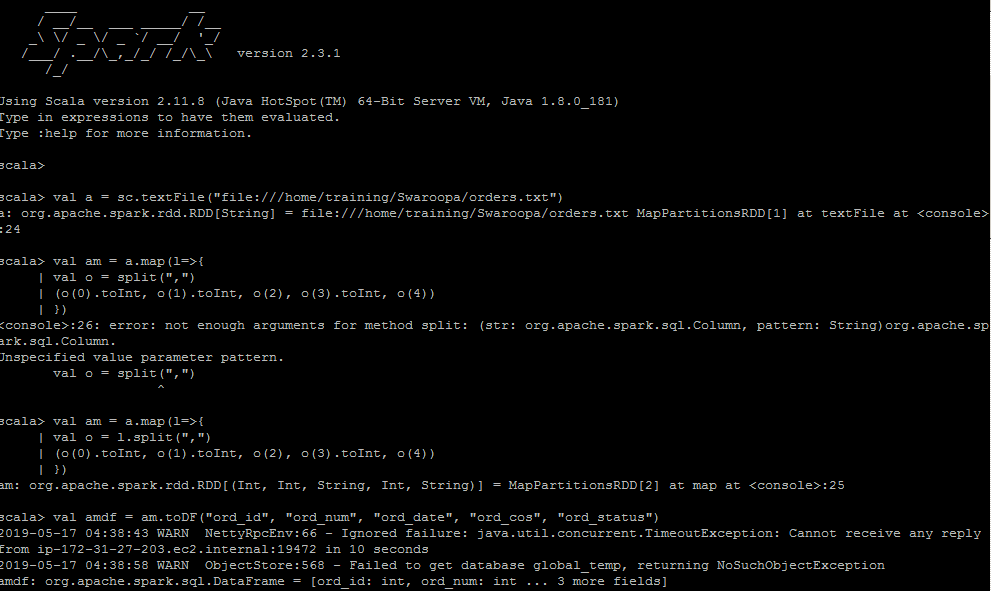 ____              __
     / __/__  ___ _____/ /__
    _\ \/ _ \/ _ `/ __/  '_/
   /___/ .__/\_,_/_/ /_/\_\   version 2.3.1
      /_/
Using Scala version 2.11.8 (Java HotSpot(TM) 64-Bit Server VM, Java 1.8.0_181)
Type in expressions to have them evaluated.
Type :help for more information.
scala>
scala> val a = sc.textFile("file:///home/training/Swaroopa/orders.txt")
a: org.apache.spark.rdd.RDD[String] = file:///home/training/Swaroopa/orders.txt MapPartitionsRDD[1] at textFile at <console>
:24
scala> val am = a.map(l=>{
     | val o = split(",")
     | (o(0).toInt, o(1).toInt, o(2), o(3).toInt, o(4))
     | })
<console>:26: error: not enough arguments for method split: (str: org.apache.spark.sql.Column, pattern: String)org.apache.sp
ark.sql.Column.
Unspecified value parameter pattern.
       val o = split(",")
                    ^
scala> val am = a.map(l=>{
     | val o = l.split(",")
     | (o(0).toInt, o(1).toInt, o(2), o(3).toInt, o(4))
     | })
am: org.apache.spark.rdd.RDD[(Int, Int, String, Int, String)] = MapPartitionsRDD[2] at map at <console>:25
scala> val amdf = am.toDF("ord_id", "ord_num", "ord_date", "ord_cos", "ord_status")
2019-05-17 04:38:43 WARN  NettyRpcEnv:66 - Ignored failure: java.util.concurrent.TimeoutException: Cannot receive any reply
from ip-172-31-27-203.ec2.internal:19472 in 10 seconds
2019-05-17 04:38:58 WARN  ObjectStore:568 - Failed to get database global_temp, returning NoSuchObjectException
amdf: org.apache.spark.sql.DataFrame = [ord_id: int, ord_num: int ... 3 more fields]